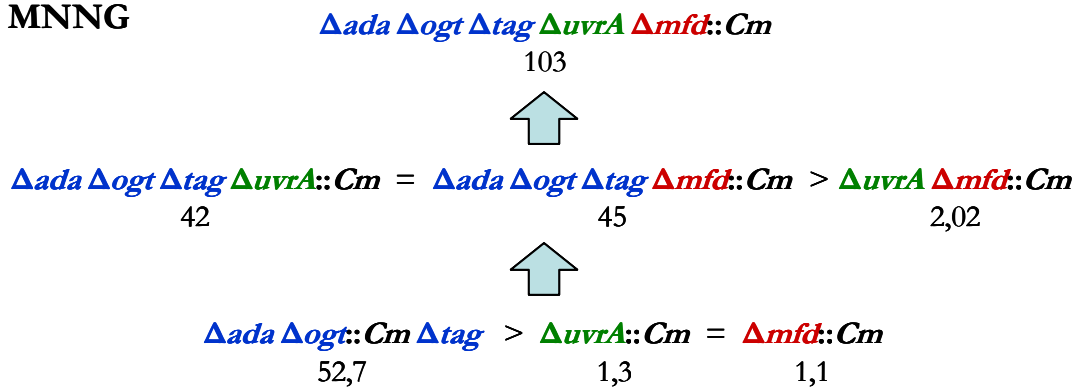 MNNG
Δada Δogt Δtag ΔuvrA Δmfd::Cm
103
Δada Δogt Δtag ΔuvrA::Cm = Δada Δogt Δtag Δmfd::Cm > ΔuvrA Δmfd::Cm
42 45 2,02
Δada Δogt::Cm Δtag > ΔuvrA::Cm = Δmfd::Cm
52,7 1,3 1,1